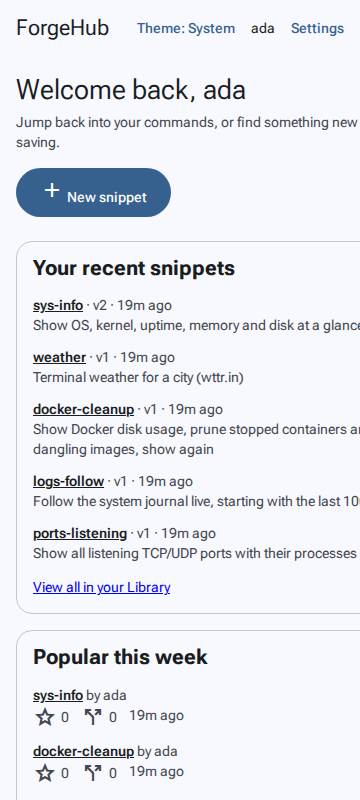 ForgeHub Theme: System ada Settings
Welcome back, ada
Jump back into your commands, or find something new
saving.
+ New snippet
Your recent snippets
sys-info · v2 · 19m ago
Show OS, kernel, uptime, memory and disk at a glance
weather · v1 · 19m ago
Terminal weather for a city (wttr.in)
docker-cleanup · v1 · 19m ago
Show Docker disk usage, prune stopped containers
dangling images, show again
logs-follow · v1 · 19m ago
Follow the system journal live, starting with the last
ports-listening · v1 · 19m ago
Show all listening TCP/UDP ports with their processes
View all in your Library
Popular this week
sys-info by ada
0 0 19m ago
docker-cleanup by ada
0 0 19m ago